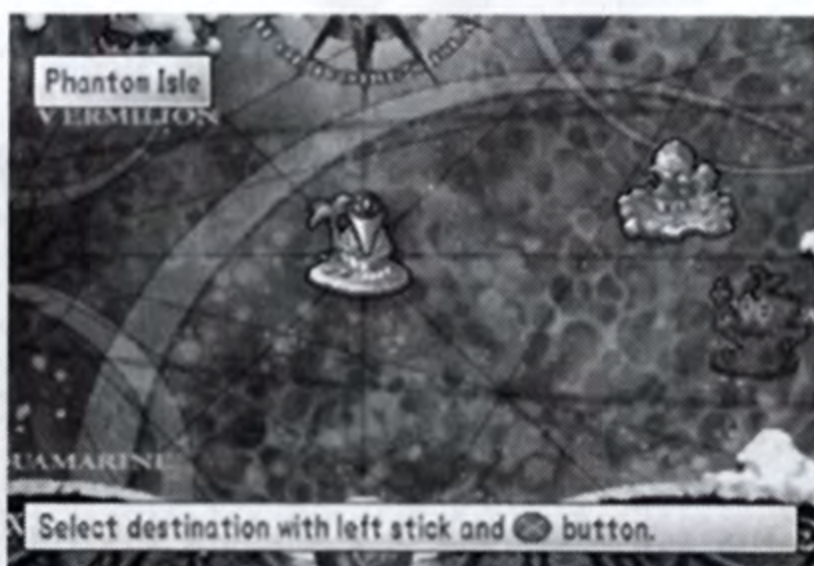 Phantom Isle
VERMILION
UAMARINE
Select destination with left stick and button.